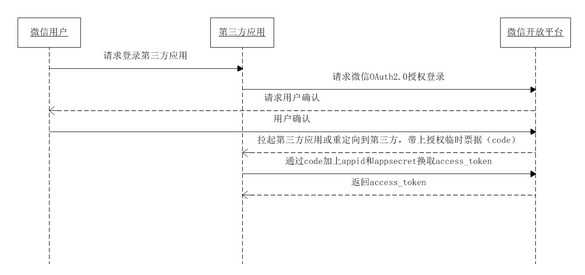 微信用户
第三方应用
微信开放平台
请求登录第三方应用
请求微信OAuth2.0授权登录
请求用户确认
用户确认
拉起第三方应用或重定向到第三方，带上授权临时票据（code）
通过code加上appid和appsecret换取access_token
返回access_token